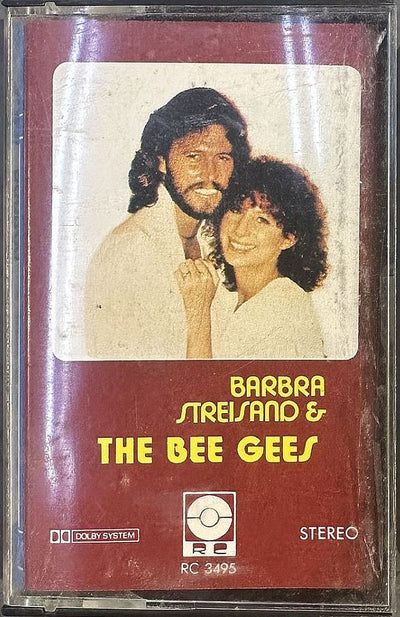 BARBRA
STREISAND &
THE BEE GEES
DOLBY SYSTEM
RC
STEREO
RC 3495